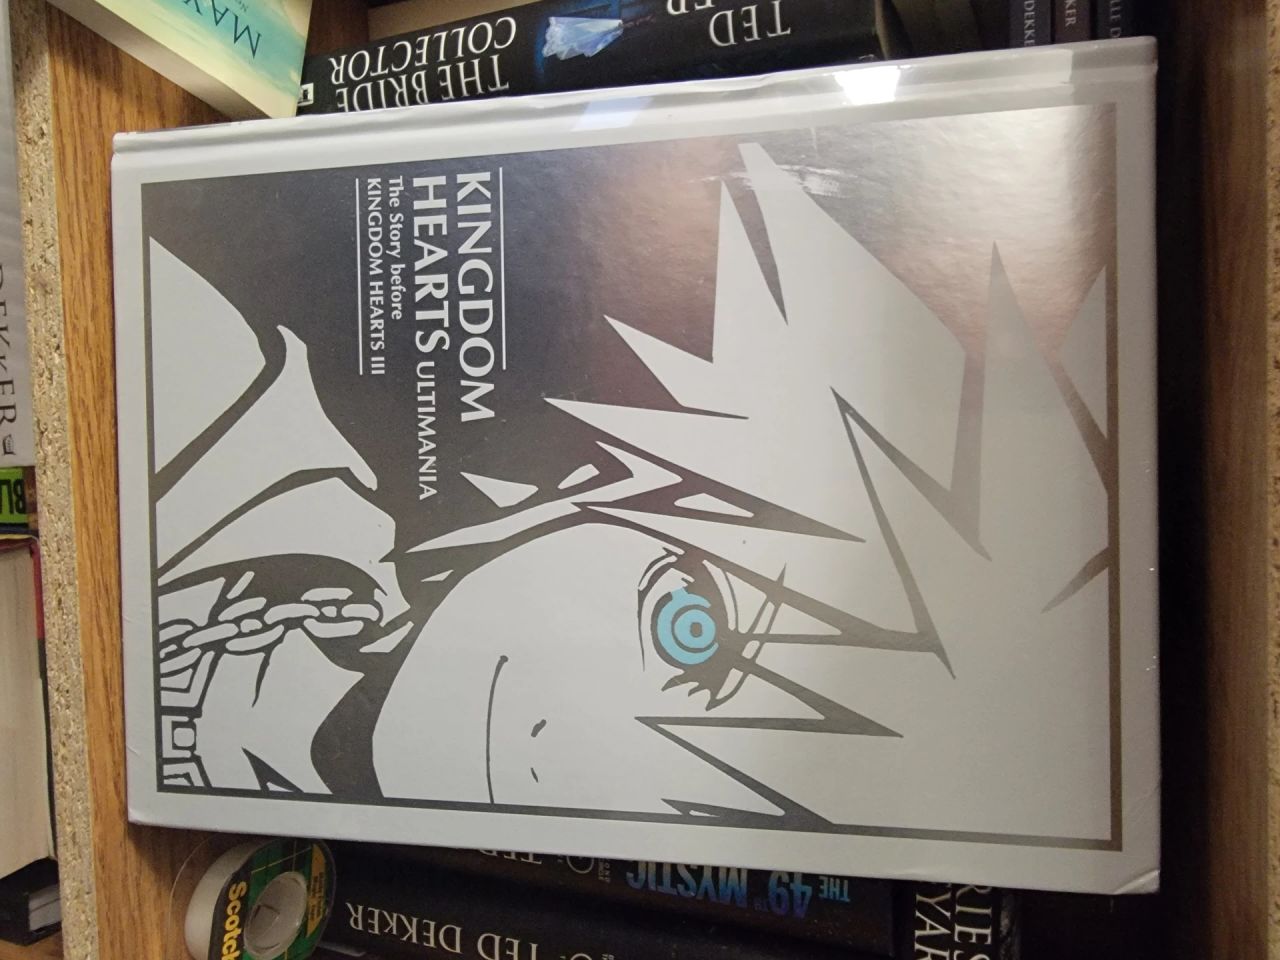 KINGDOM
HEARTS ULTIMANIA
The Story before
KINGDOM HEARTS III
THE BRIDE
COLLECTOR
TED
MAY
DEKKER
Scotch
TED DEKKER
THE 49TH MYSTIC